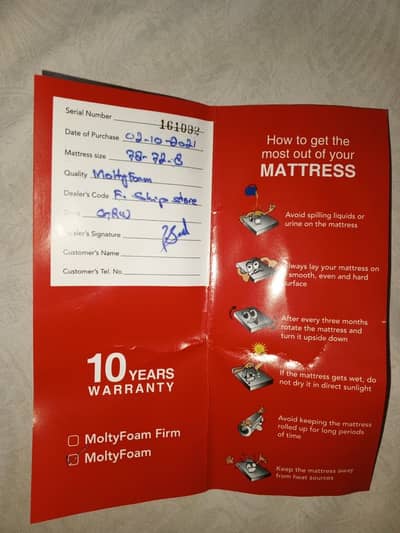 Serial Number 161092
Date of Purchase 02-10-2021
Mattress size 78-72-8
Quality MoltyFoam
Dealer's Code F. Ship store
GRW
Dealer's Signature
Customer's Name
Customer's Tel. No.
10 YEARS
WARRANTY
MoltyFoam Firm
MoltyFoam
How to get the
most out of your
MATTRESS
Avoid spilling liquids or
urine on the mattress
Always lay your mattress on
smooth, even and hard
surface
After every three months
rotate the mattress and
turn it upside down
If the mattress gets wet, do
not dry it in direct sunlight
Avoid keeping the mattress
rolled up for long periods
of time
Keep the mattress away
from heat sources